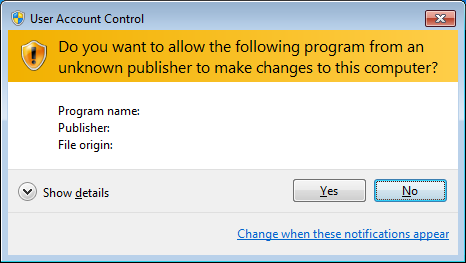 User Account Control
Do you want to allow the following program from an
unknown publisher to make changes to this computer?
Program name:
Publisher:
File origin:
Show details
Yes
No
Change when these notifications appear